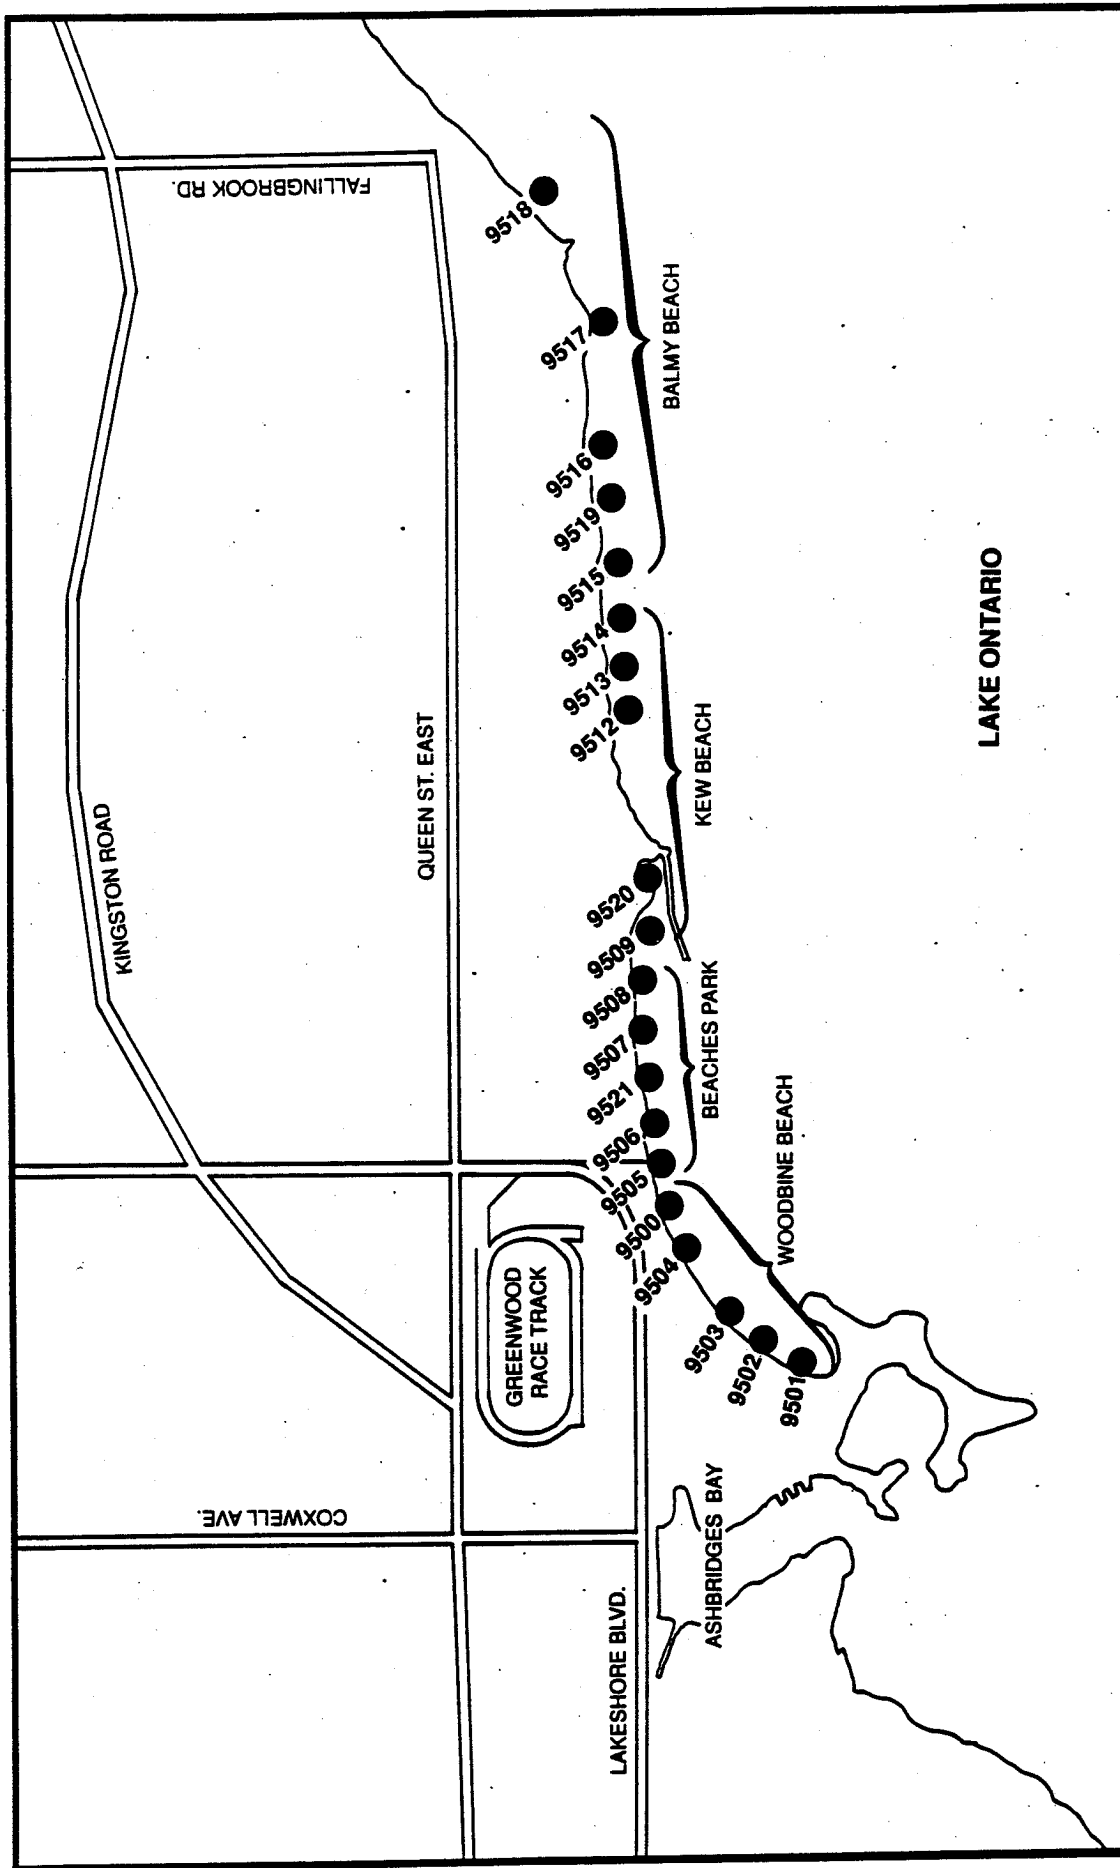 KINGSTON ROAD
FALLINGBROOK RD.
QUEEN ST. EAST
COXWELL AVE.
GREENWOOD
RACE TRACK
LAKESHORE BLVD.
ASHBRIDGES BAY
9501
9502
9503
9504
9500
9505
9506
9521
9507
9508
9509
9520
9512
9513
9514
9515
9519
9516
9517
9518
WOODBINE BEACH
BEACHES PARK
KEW BEACH
BALMY BEACH
LAKE ONTARIO